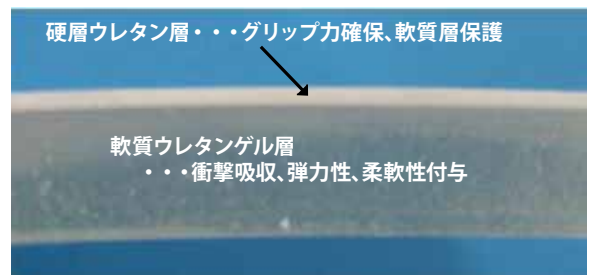 硬層ウレタン層・・・グリップ力確保、軟質層保護
軟質ウレタンゲル層
・・・衝撃吸収、弾力性、柔軟性付与